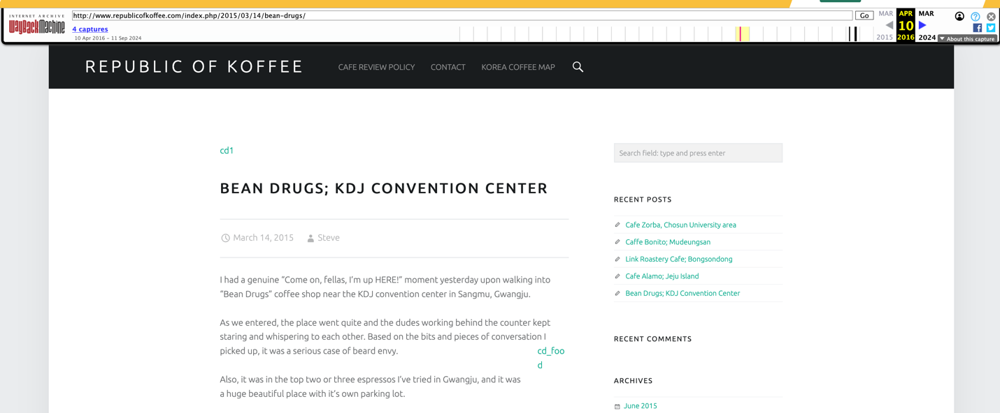 INTERNET ARCHIVE
WayBackMachine
http://www.republicofkoffee.com/index.php/2015/03/14/bean-drugs/
Go
MAR
APR
MAR
4 captures
10
10 Apr 2016 - 11 Sep 2024
2015
2016
2024
About this capture
REPUBLIC OF KOFFEE
CAFE REVIEW POLICY
CONTACT
KOREA COFFEE MAP
cd1
BEAN DRUGS; KDJ CONVENTION CENTER
March 14, 2015
Steve
I had a genuine “Come on, fellas, I’m up HERE!” moment yesterday upon walking into
“Bean Drugs” coffee shop near the KDJ convention center in Sangmu, Gwangju.
As we entered, the place went quite and the dudes working behind the counter kept
staring and whispering to each other. Based on the bits and pieces of conversation I
picked up, it was a serious case of beard envy.
cd_foo
d
Also, it was in the top two or three espressos I’ve tried in Gwangju, and it was
a huge beautiful place with it’s own parking lot.
Search field: type and press enter
RECENT POSTS
Cafe Zorba, Chosun University area
Caffe Bonito; Mudeungsan
Link Roastery Cafe; Bongsondong
Cafe Alamo; Jeju Island
Bean Drugs; KDJ Convention Center
RECENT COMMENTS
ARCHIVES
June 2015